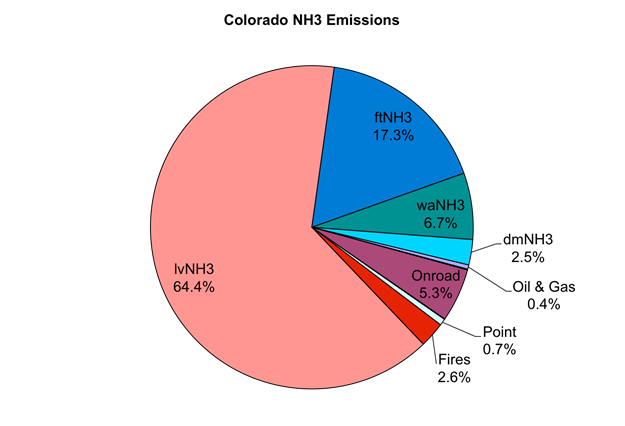 Colorado NH3 Emissions
ftNH3
17.3%
waNH3
6.7%
dmNH3
2.5%
Oil & Gas
0.4%
Onroad
5.3%
Point
0.7%
Fires
2.6%
lvNH3
64.4%